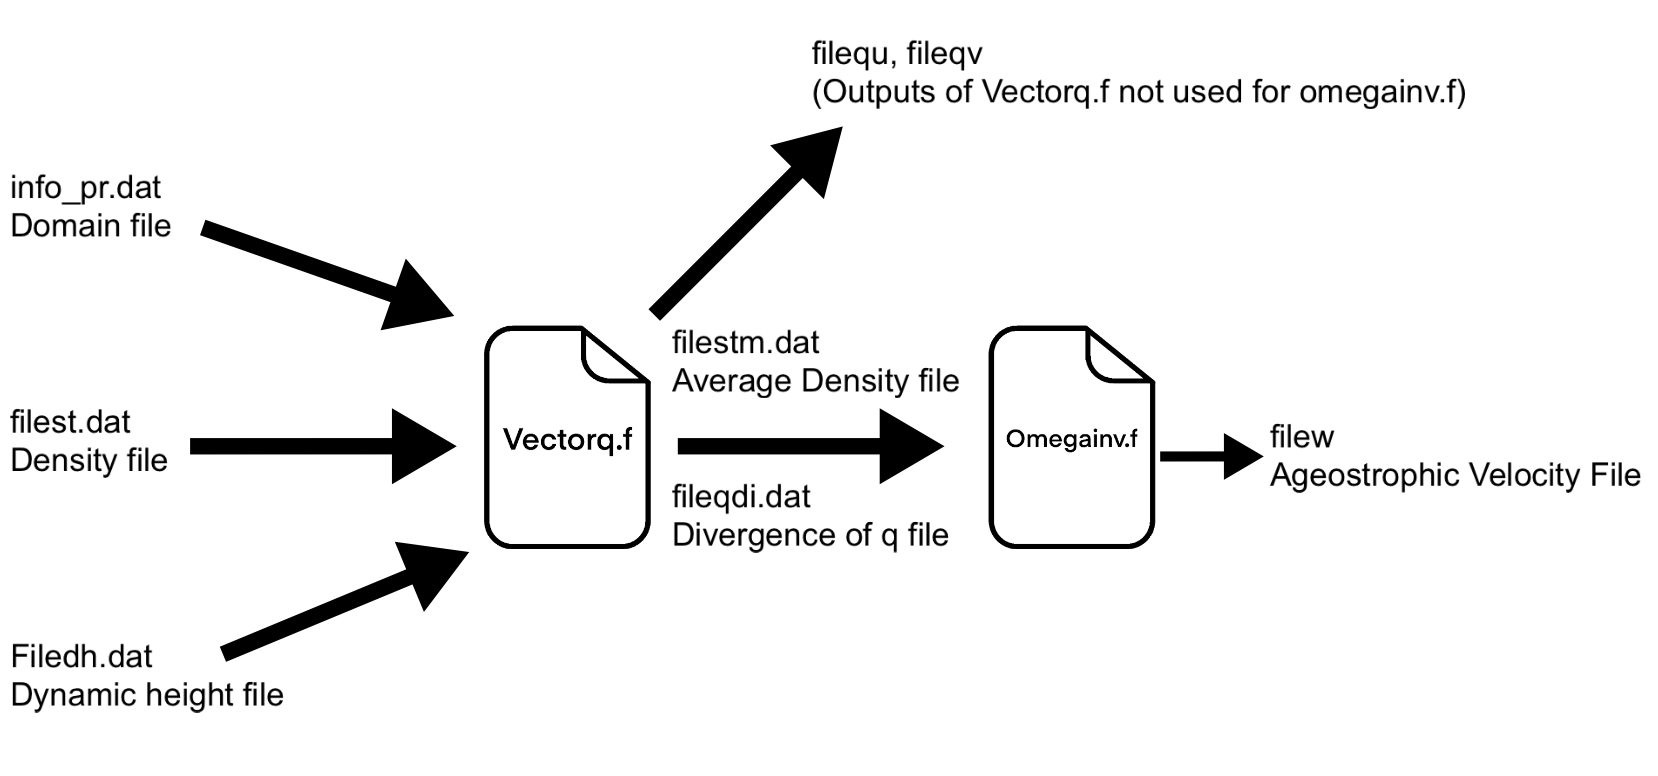 filequ, fileqv
(Outputs of Vectorq.f not used for omegainv.f)
info_pr.dat
Domain file
filest.dat
Density file
Filedh.dat
Dynamic height file
Vectorq.f
filestm.dat
Average Density file
fileqdi.dat
Divergence of q file
Omegainv.f
filew
Ageostrophic Velocity File